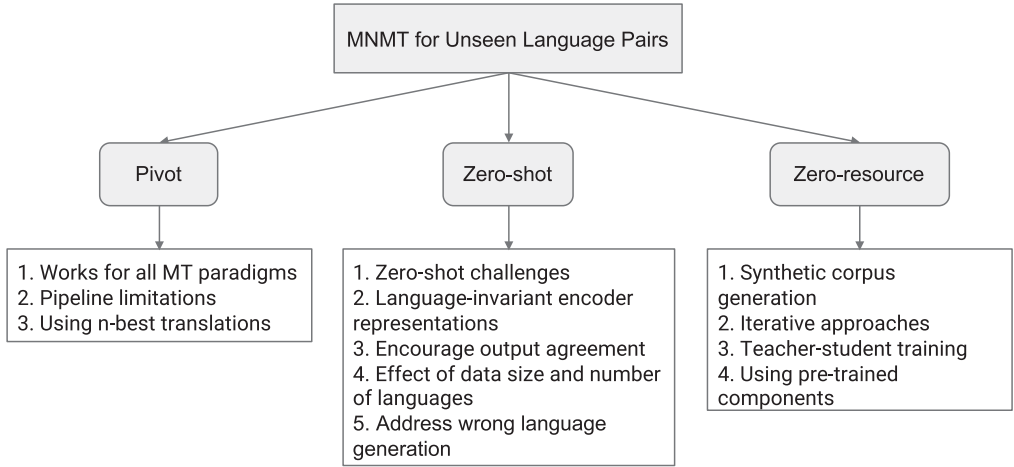 MNMT for Unseen Language Pairs
Pivot
Zero-shot
Zero-resource
1. Works for all MT paradigms
2. Pipeline limitations
3. Using n-best translations
1. Zero-shot challenges
2. Language-invariant encoder
representations
3. Encourage output agreement
4. Effect of data size and number
of languages
5. Address wrong language
generation
1. Synthetic corpus
generation
2. Iterative approaches
3. Teacher-student training
4. Using pre-trained
components